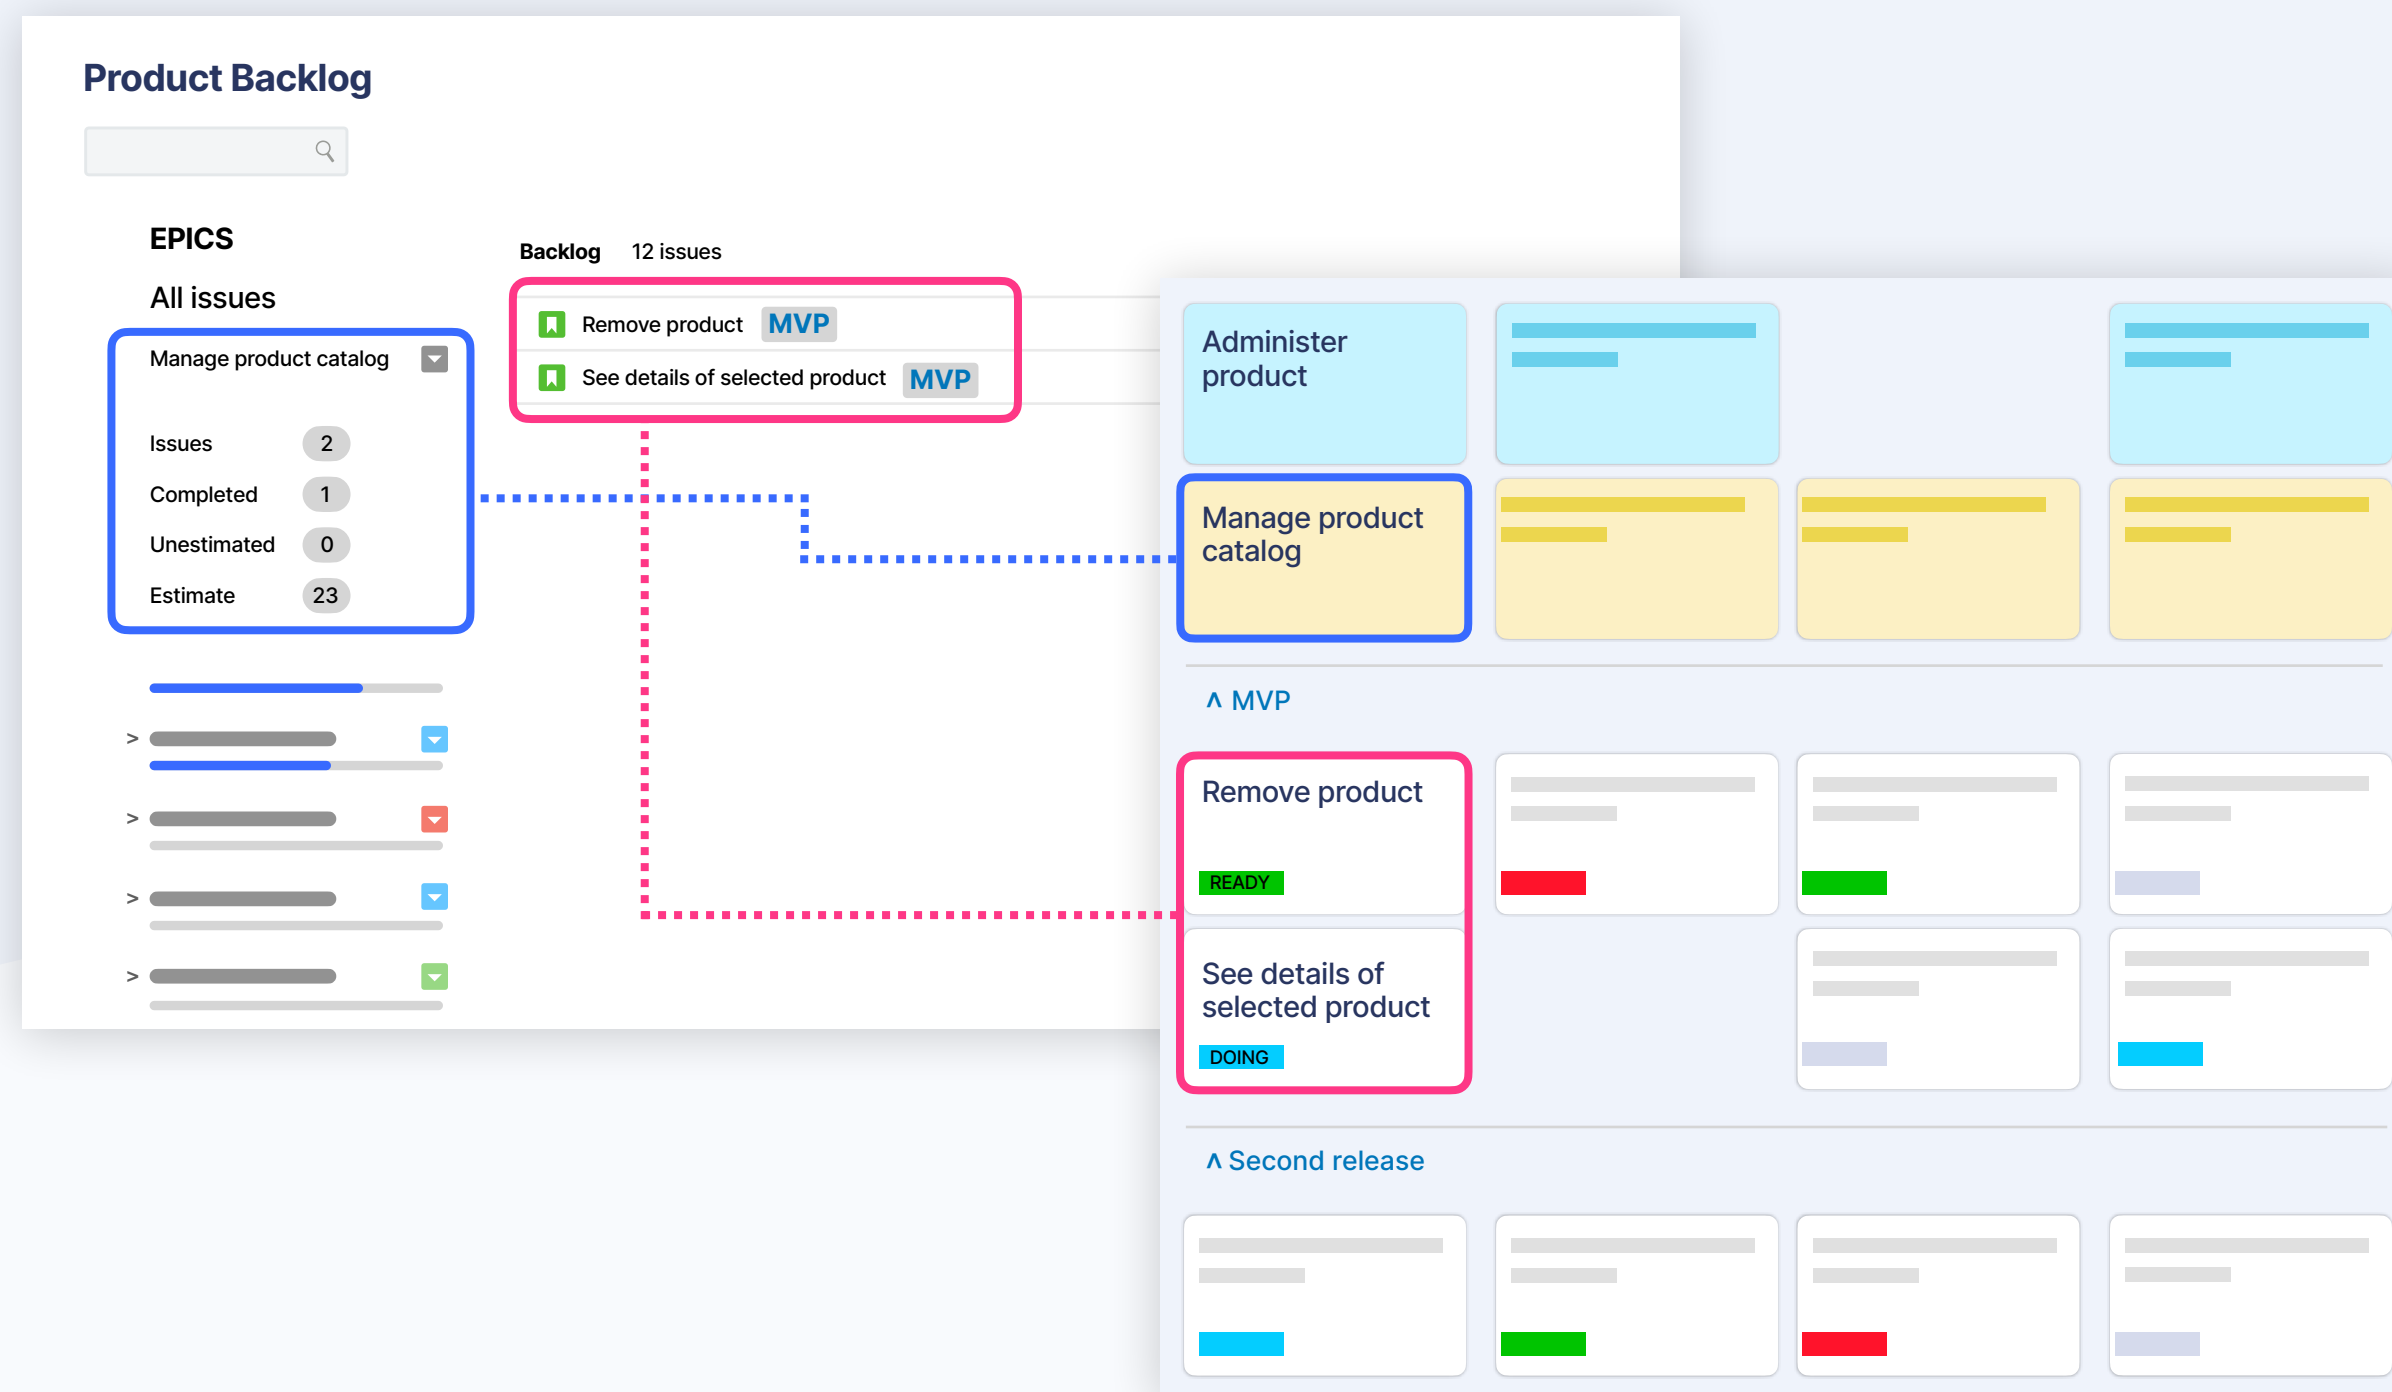 Product Backlog
EPICS
All issues
Manage product catalog
Issues 2
Completed 1
Unestimated 0
Estimate 23
>
>
>
>
Backlog 12 issues
Remove product MVP
See details of selected product MVP
Administer
product
Manage product
catalog
^ MVP
Remove product
READY
See details of
selected product
DOING
^ Second release